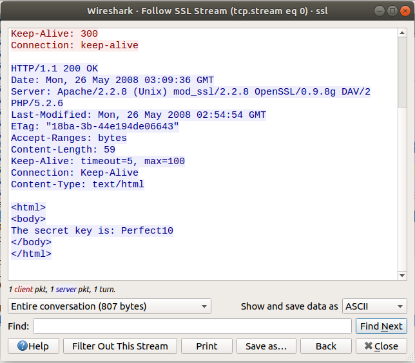 Wireshark · Follow SSL Stream (tcp.stream eq 0) · ssl
Keep-Alive: 300
Connection: keep-alive
HTTP/1.1 200 OK
Date: Mon, 26 May 2008 03:09:36 GMT
Server: Apache/2.2.8 (Unix) mod_ssl/2.2.8 OpenSSL/0.9.8g DAV/2
PHP/5.2.6
Last-Modified: Mon, 26 May 2008 02:54:54 GMT
ETag: "18ba-3b-44e194de06643"
Accept-Ranges: bytes
Content-Length: 59
Keep-Alive: timeout=5, max=100
Connection: Keep-Alive
Content-Type: text/html
<html>
<body>
The secret key is: Perfect10
</body>
</html>
1 client pkt, 1 server pkt, 1 turn.
Entire conversation (807 bytes) Show and save data as ASCII
Find: Find Next
Help Filter Out This Stream Print Save as... Back Close